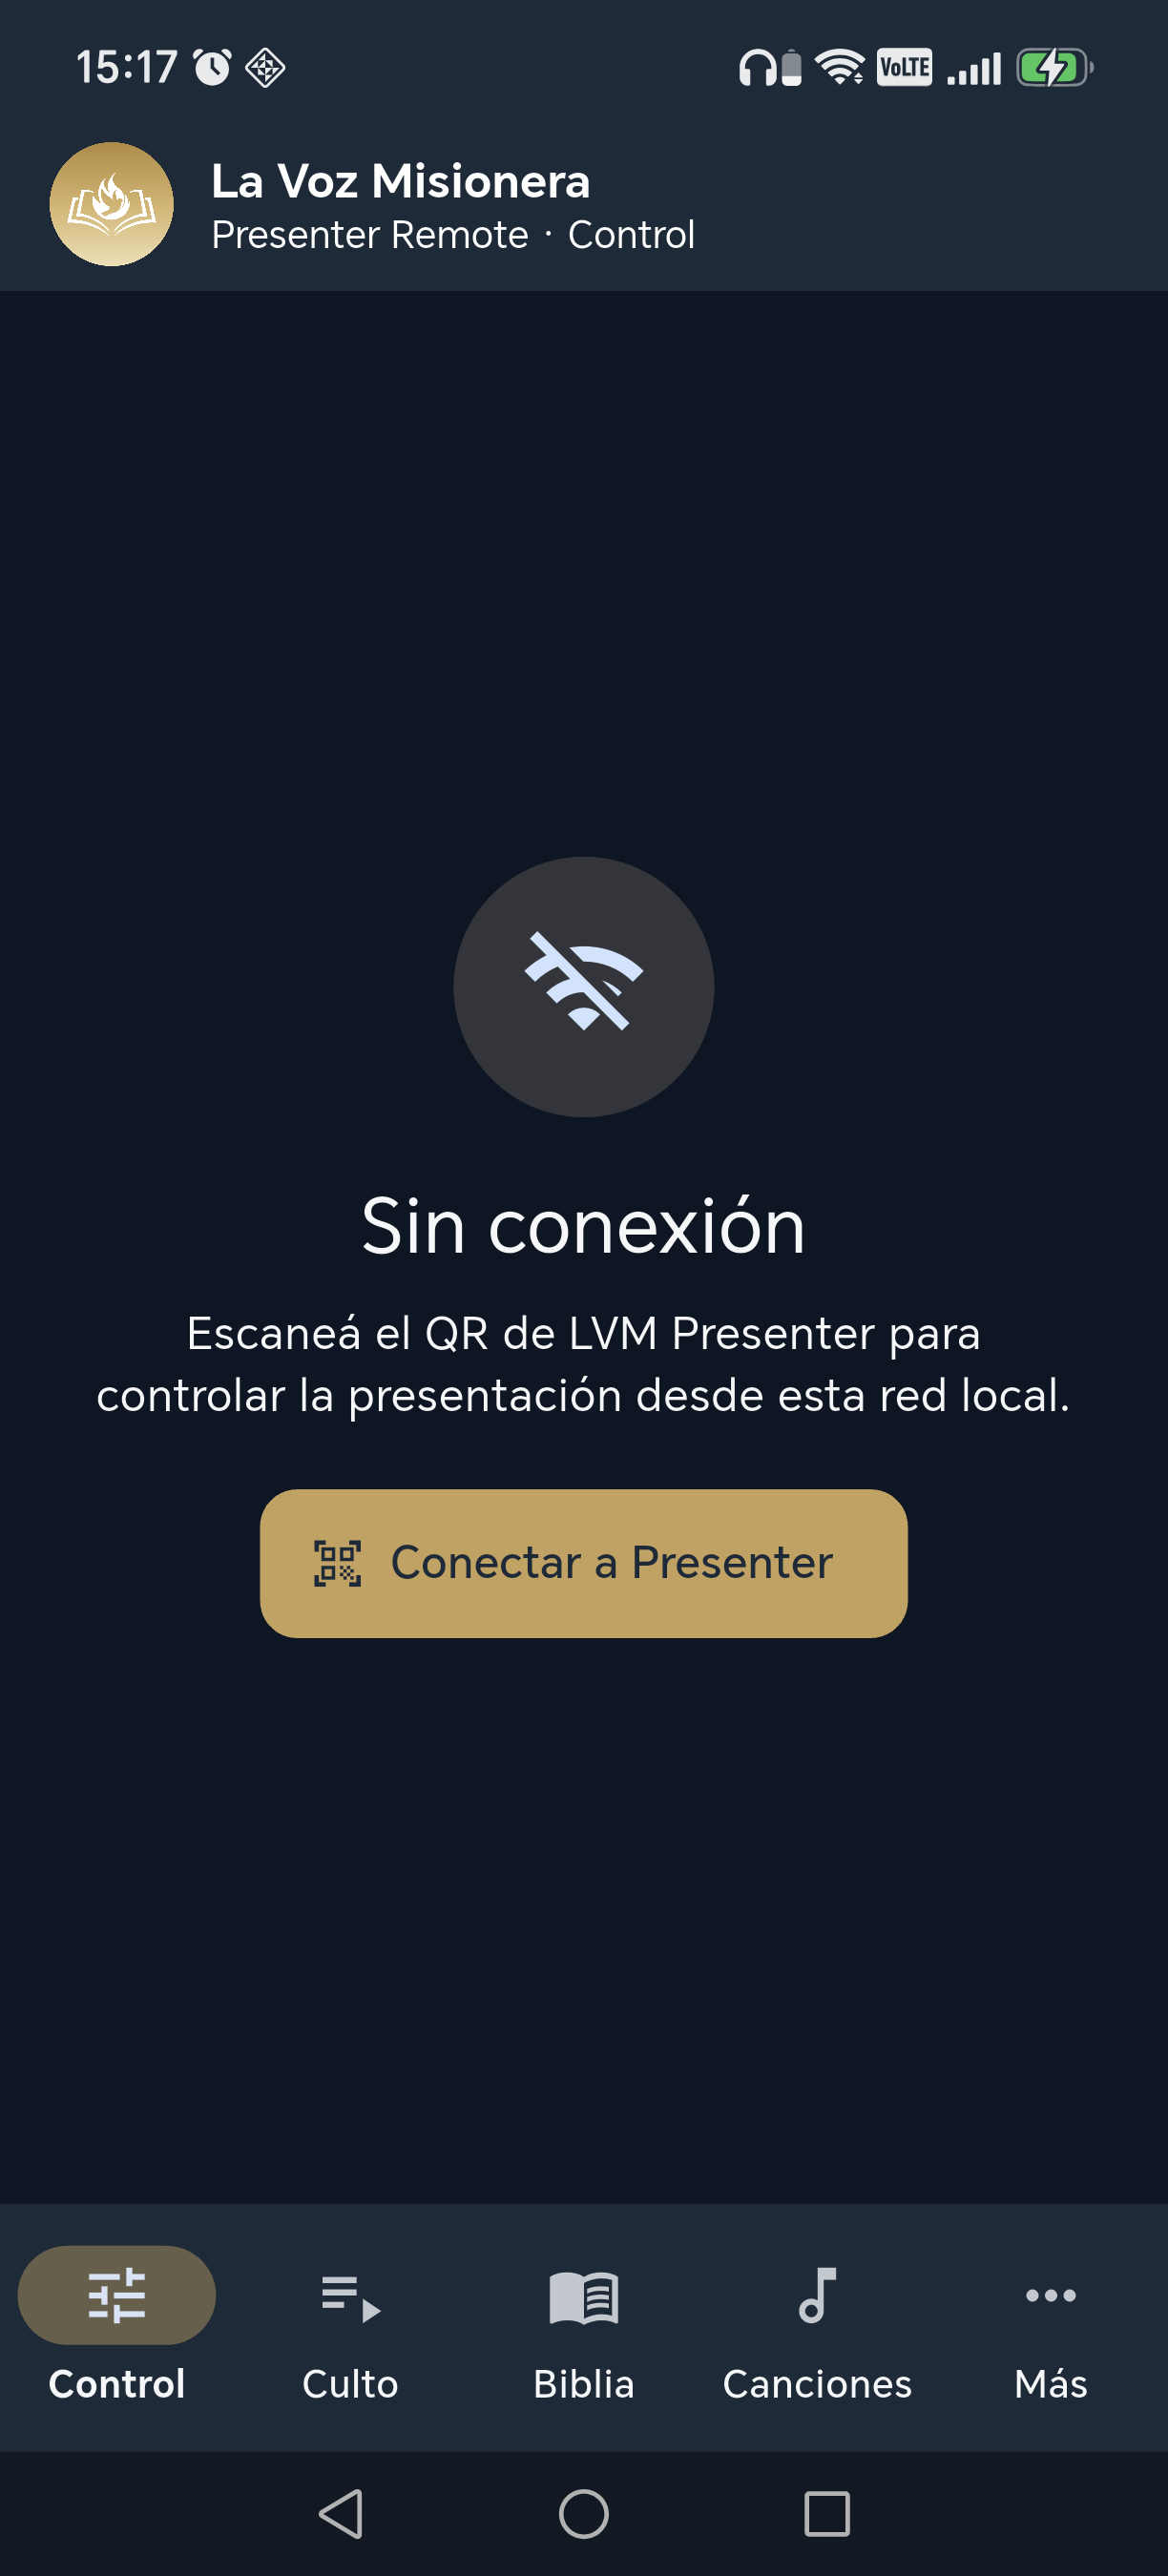 15:17
VoLTE
La Voz Misionera
Presenter Remote · Control
Sin conexión
Escaneá el QR de LVM Presenter para
controlar la presentación desde esta red local.
Conectar a Presenter
Control
Culto
Biblia
Canciones
Más